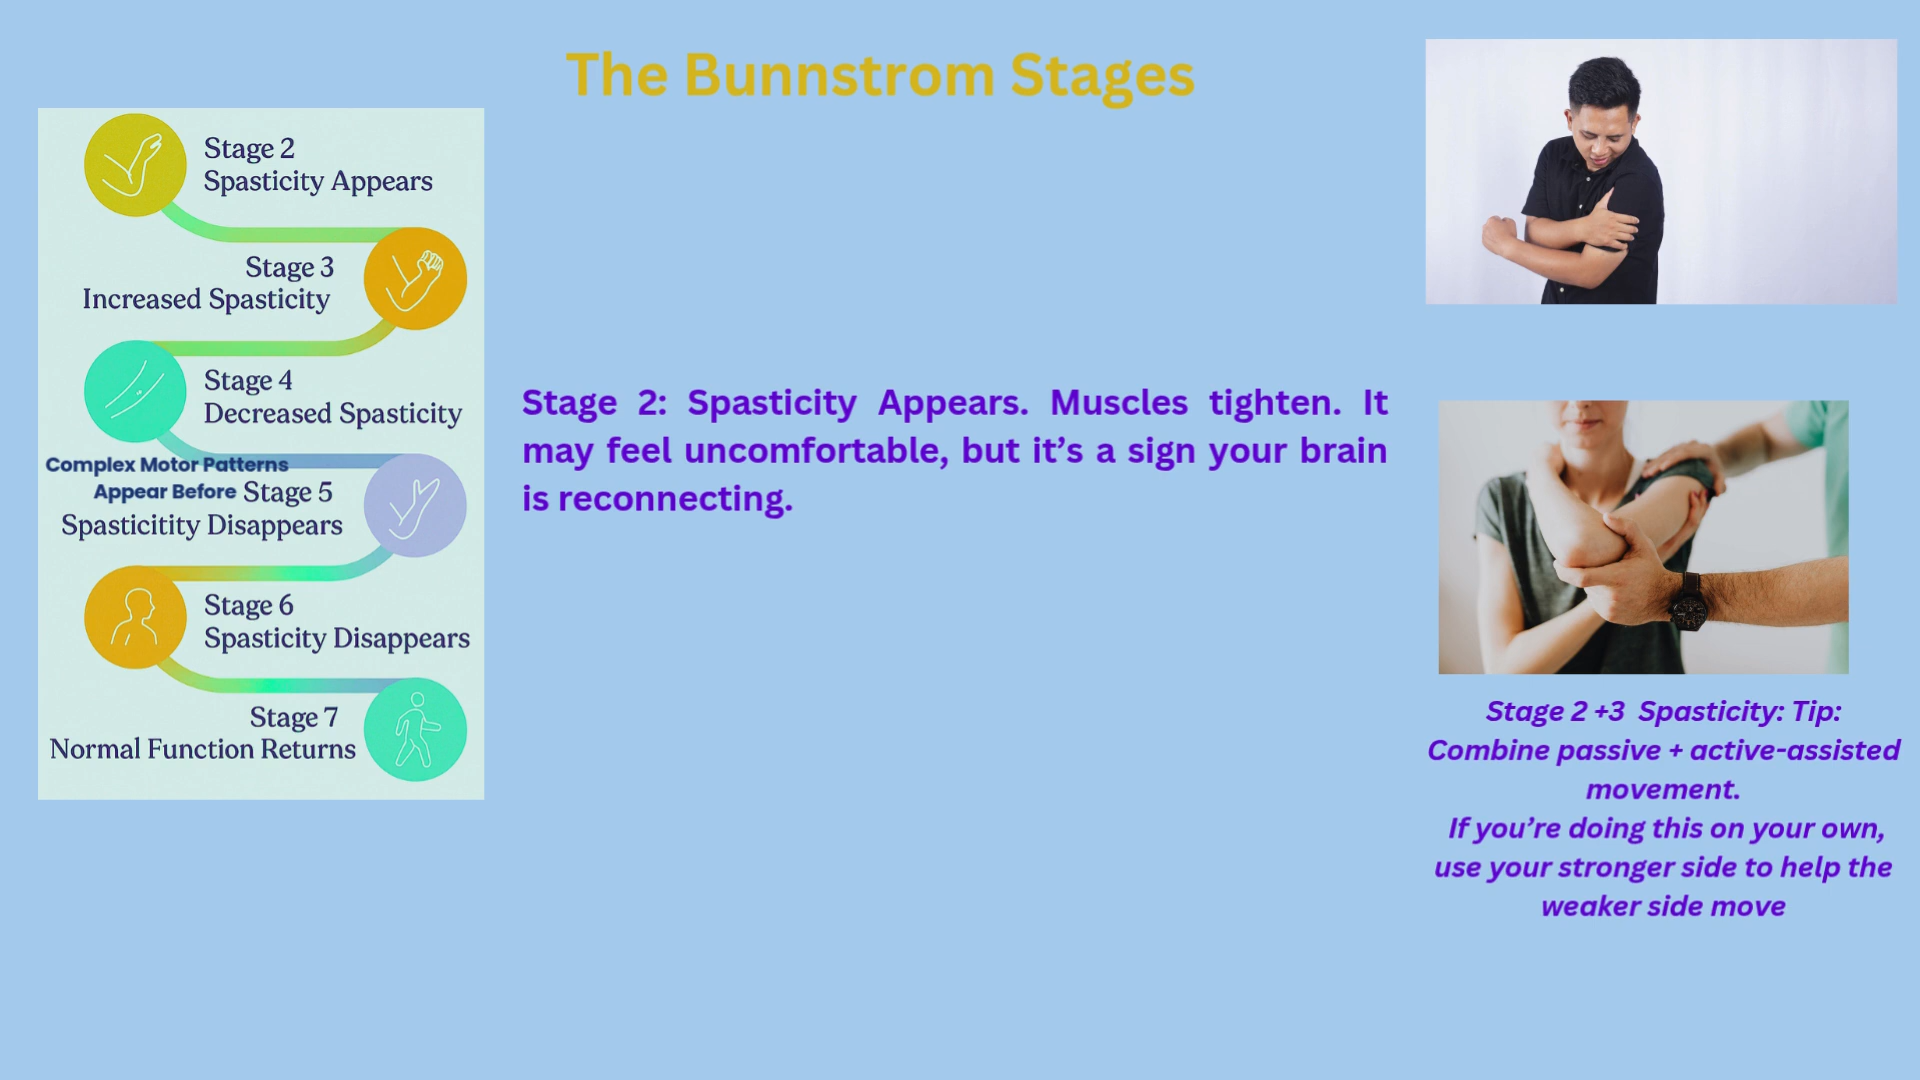 The Bunnstrom Stages
Stage 2
Spasticity Appears
Stage 3
Increased Spasticity
Stage 4
Decreased Spasticity
Complex Motor Patterns
Appear Before Stage 5
Spasticitity Disappears
Stage 6
Spasticity Disappears
Stage 7
Normal Function Returns
Stage 2: Spasticity Appears. Muscles tighten. It
may feel uncomfortable, but it’s a sign your brain
is reconnecting.
Stage 2 +3 Spasticity: Tip:
Combine passive + active-assisted
movement.
If you’re doing this on your own,
use your stronger side to help the
weaker side move